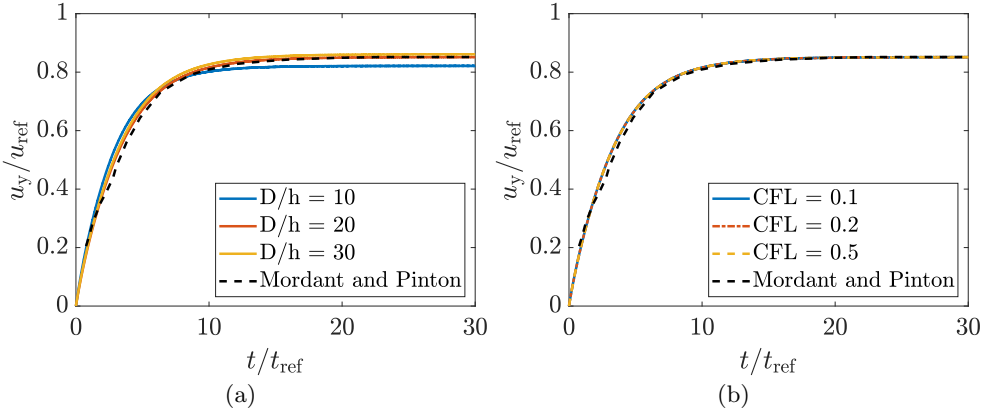 1
0.8
0.6
0.4
0.2
0
u_y/u_ref
D/h = 10
D/h = 20
D/h = 30
Mordant and Pinton
0 10 20 30
t/t_ref
(a)
1
0.8
0.6
0.4
0.2
0
u_y/u_ref
CFL = 0.1
CFL = 0.2
CFL = 0.5
Mordant and Pinton
0 10 20 30
t/t_ref
(b)